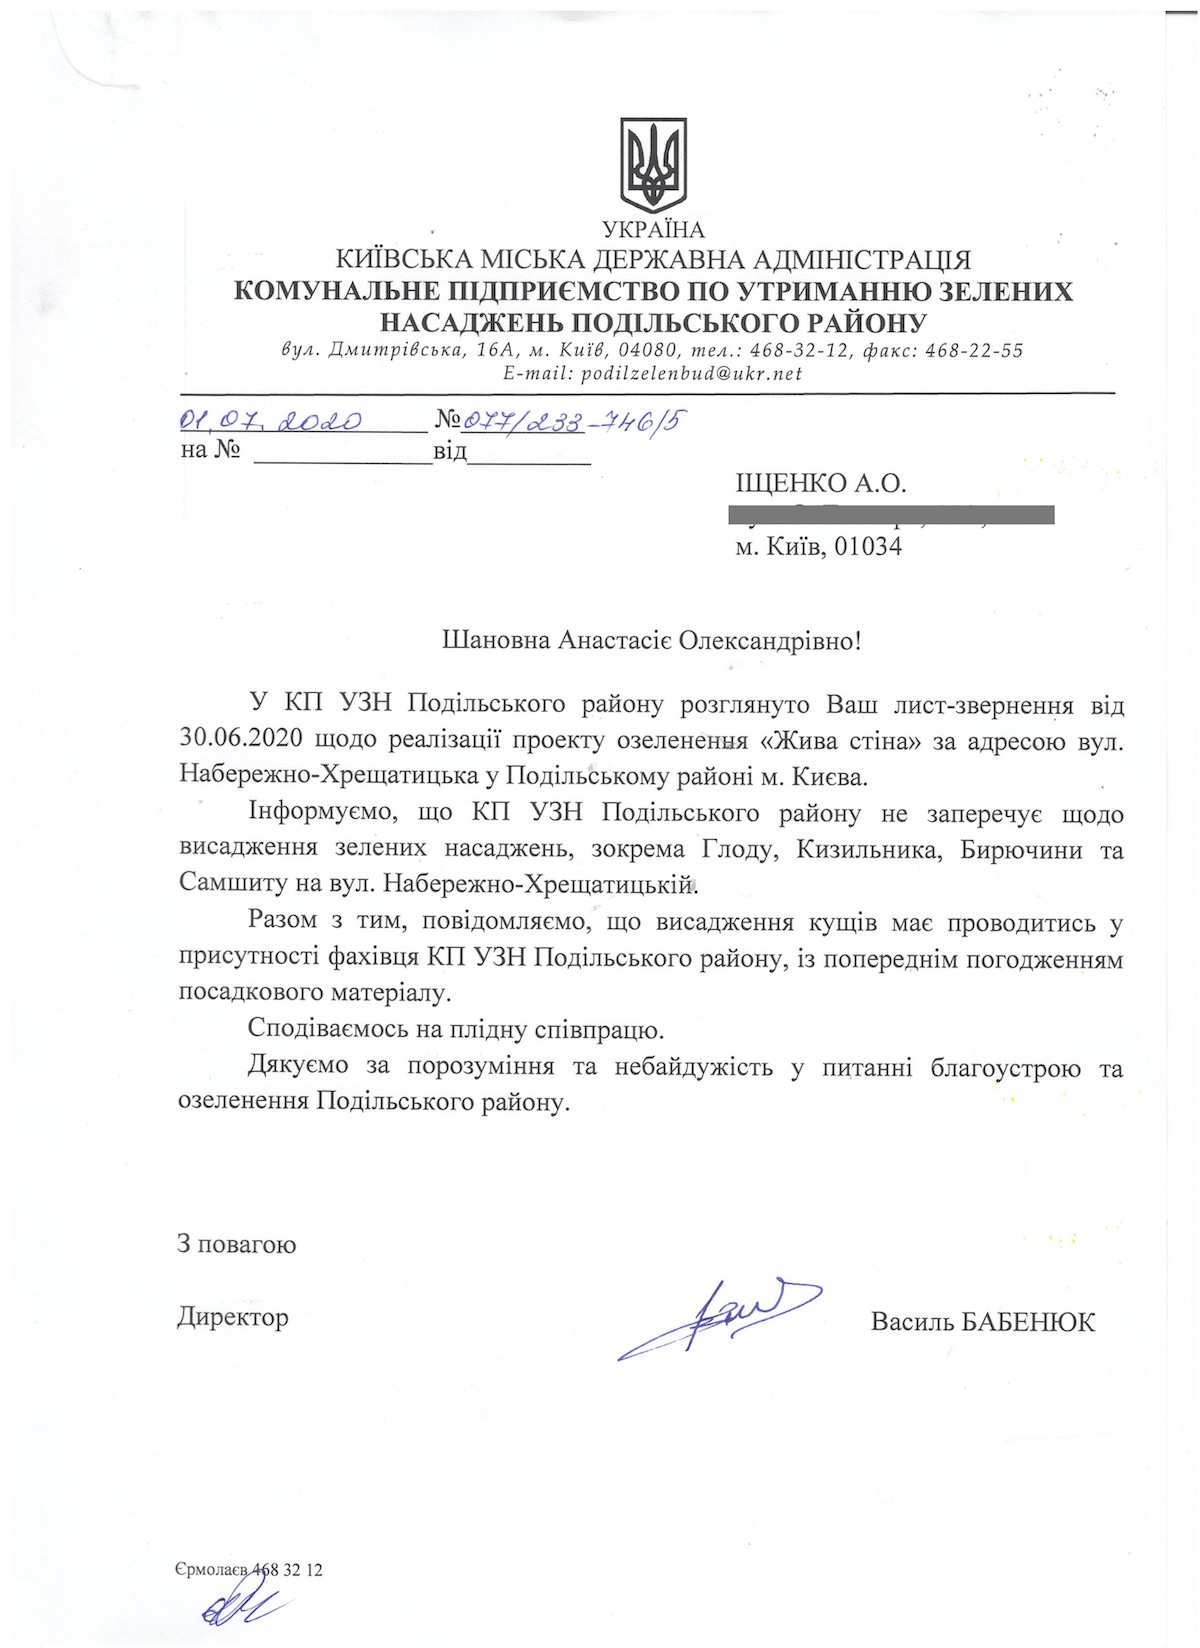 УКРАЇНА
КИЇВСЬКА МІСЬКА ДЕРЖАВНА АДМІНІСТРАЦІЯ
КОМУНАЛЬНЕ ПІДПРИЄМСТВО ПО УТРИМАННЮ ЗЕЛЕНИХ
НАСАДЖЕНЬ ПОДІЛЬСЬКОГО РАЙОНУ
вул. Дмитрівська, 16А, м. Київ, 04080, тел.: 468-32-12, факс: 468-22-55
E-mail: podilzelenbud@ukr.net
01.07.2020 № 077/233-746/5
на № від
ІЩЕНКО А.О.
м. Київ, 01034
Шановна Анастасіє Олександрівно!
У КП УЗН Подільського району розглянуто Ваш лист-звернення від
30.06.2020 щодо реалізації проекту озеленення «Жива стіна» за адресою вул.
Набережно-Хрещатицька у Подільському районі м. Києва.
Інформуємо, що КП УЗН Подільського району не заперечує щодо
висадження зелених насаджень, зокрема Глоду, Кизильника, Бирючини та
Самшиту на вул. Набережно-Хрещатицькій.
Разом з тим, повідомляємо, що висадження кущів має проводитись у
присутності фахівця КП УЗН Подільського району, із попереднім погодженням
посадкового матеріалу.
Сподіваємось на плідну співпрацю.
Дякуємо за порозуміння та небайдужість у питанні благоустрою та
озеленення Подільського району.
З повагою
Директор Василь БАБЕНЮК
Єрмолаєв 468 32 12